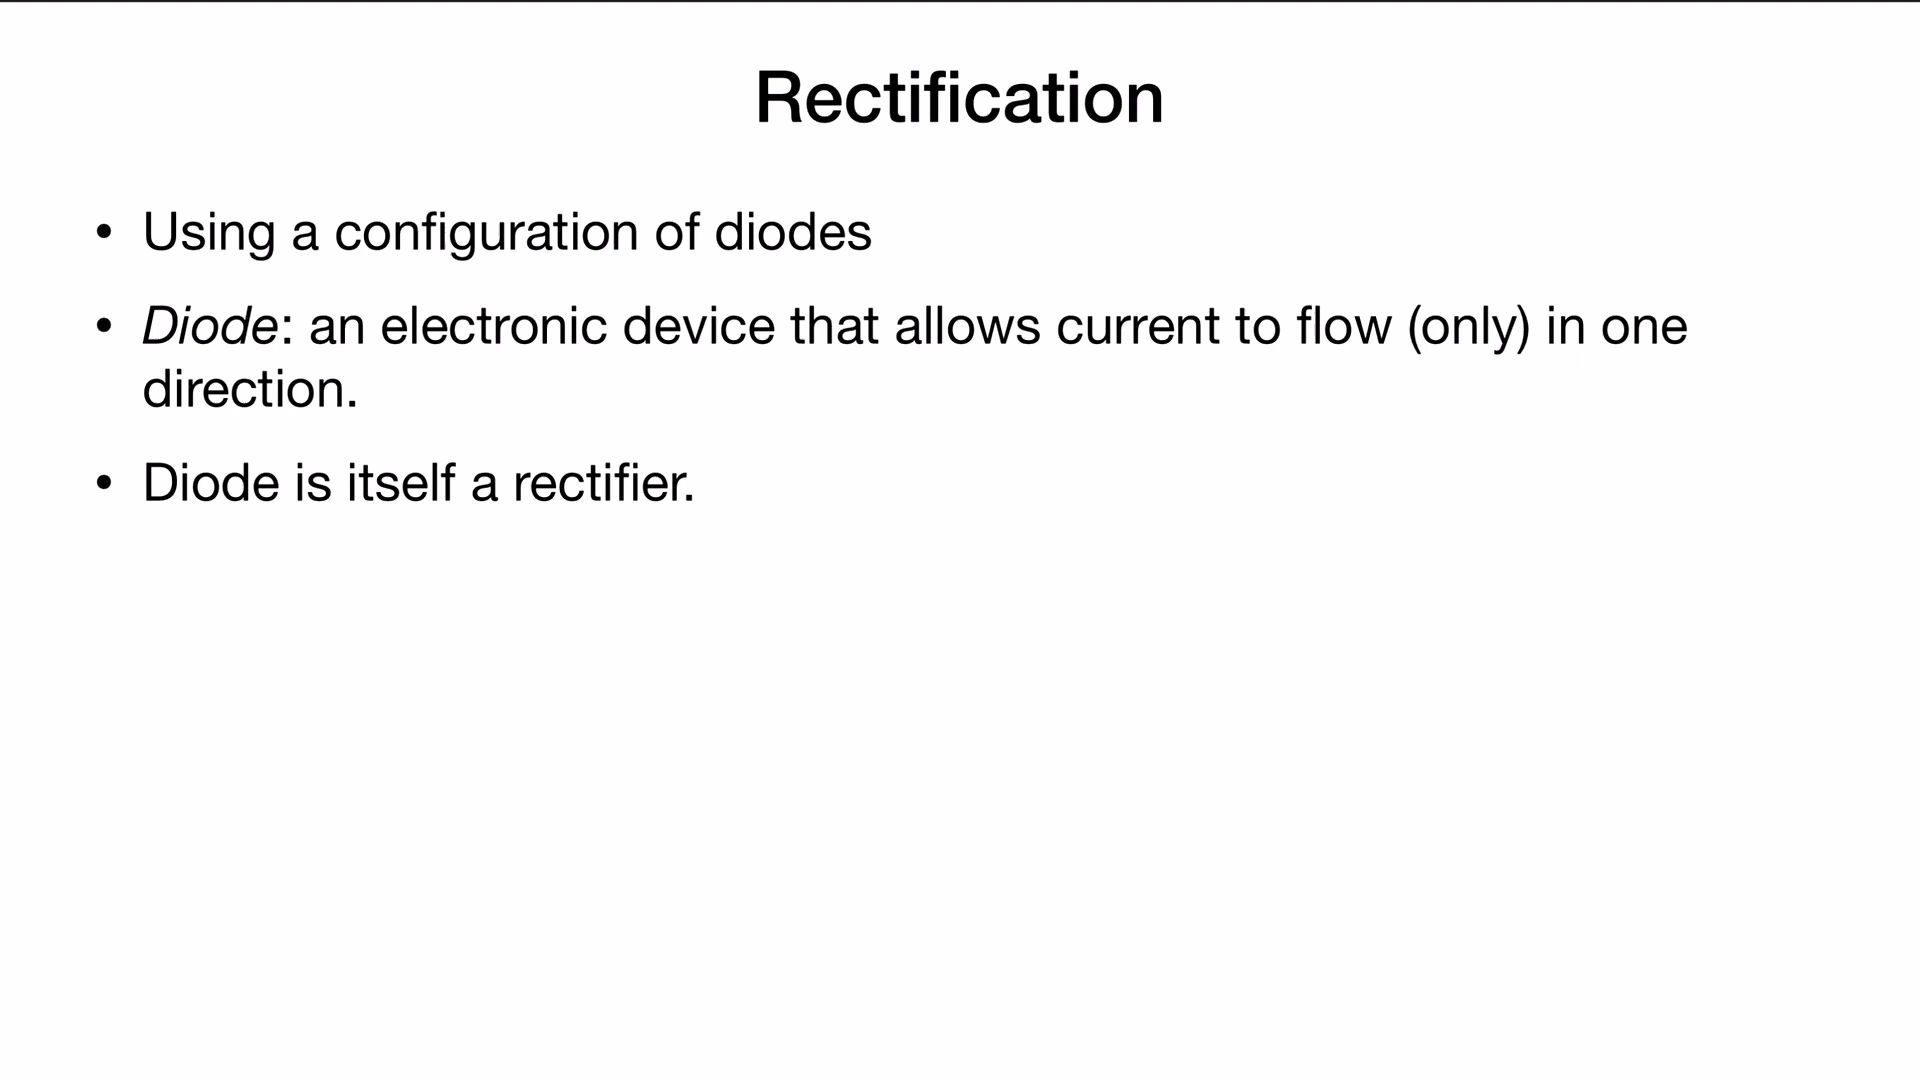 Rectification
• Using a configuration of diodes
• Diode: an electronic device that allows current to flow (only) in one
direction.
• Diode is itself a rectifier.